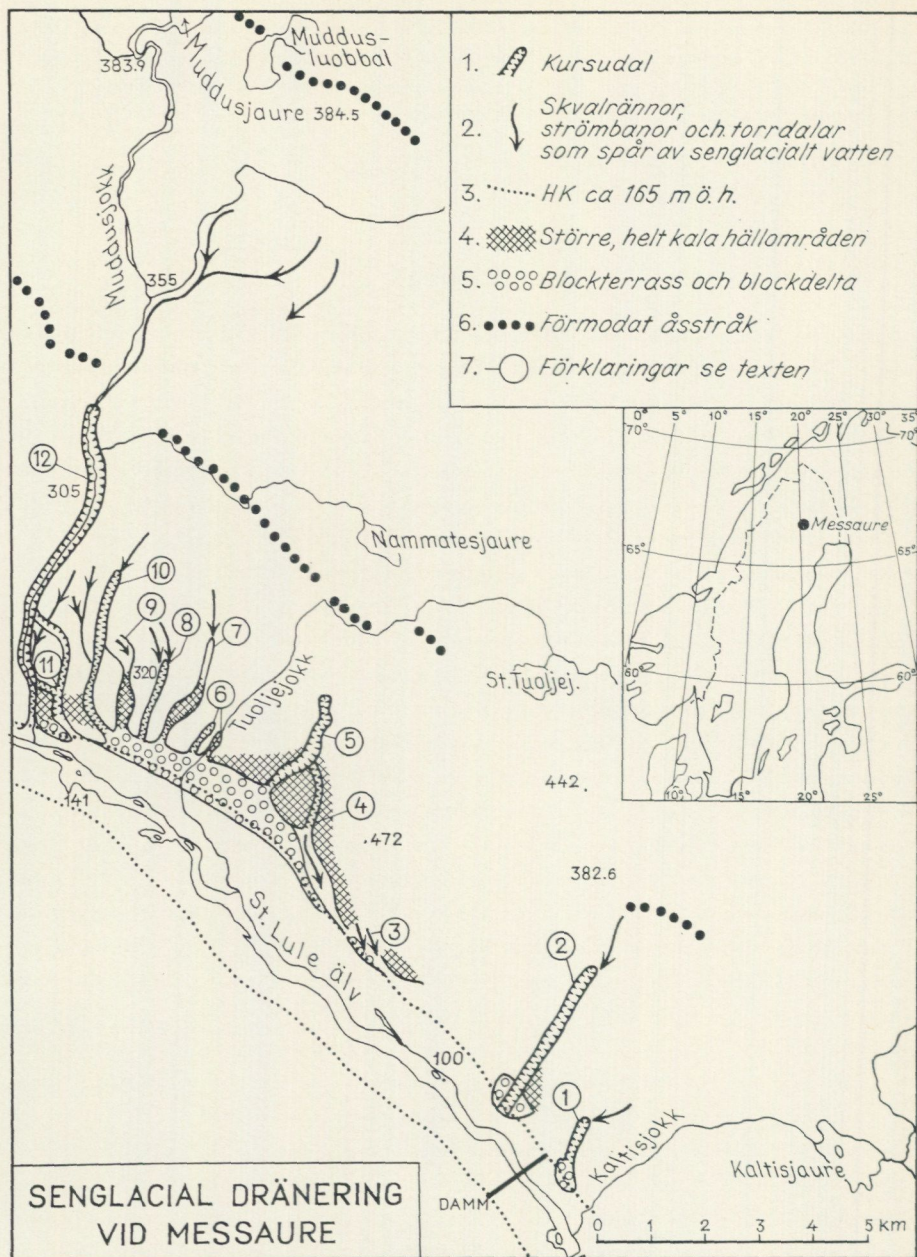 Muddus-
luobbal
383.9
Muddusjaure 384.5
Muddusjokk
355
1. Kursudal
2. Skvalrännor,
strömbanor och torrdalar
som spår av senglacialt vatten
3. HK ca 165 m ö.h.
4. Större, helt kala hällområden
5. Blockterrass och blockdelta
6. Förmodat åsstråk
7. Förklaringar se texten
0° 5° 10° 15° 20° 25° 30° 35°
70° 70°
Messaure
65° 65°
60° 60°
10° 15° 20° 25°
12
305
Nammatesjaure
10
9
8
7
320
11
6
Tuoljejokk
St.Tuoljej.
5
141
4
442.
.472
382.6
3
St. Lule älv
2
100
1
Kaltisjokk
Kaltisjaure
DAMM
0 1 2 3 4 5 km
SENGLACIAL DRÄNERING
VID MESSAURE